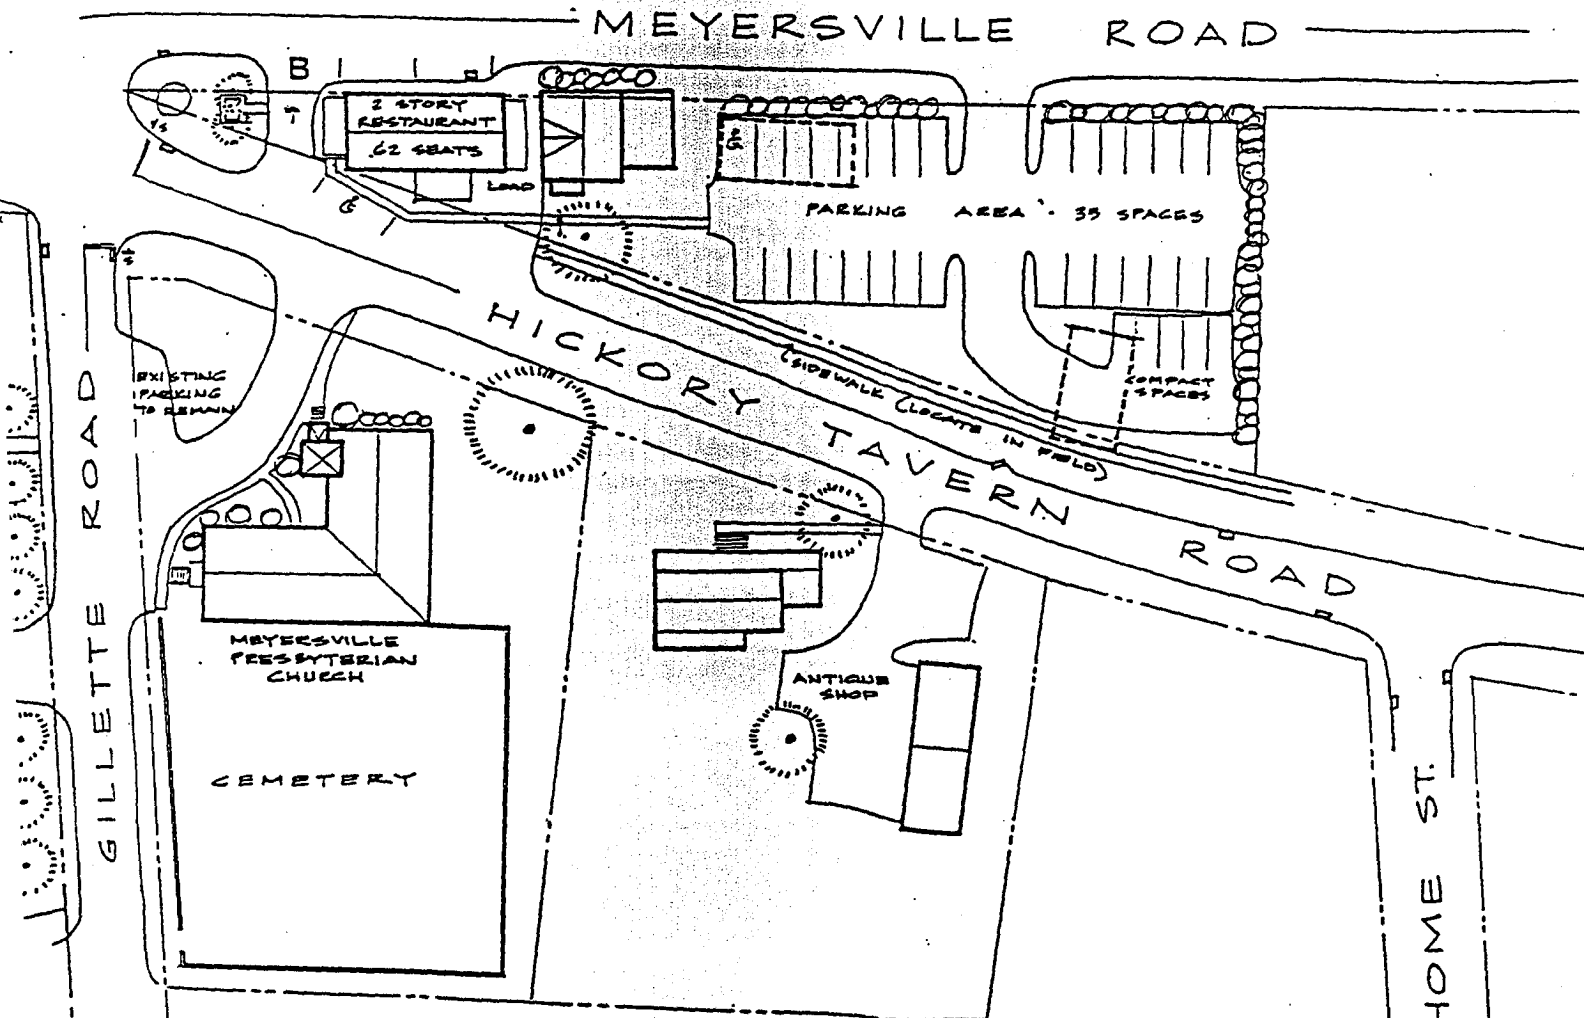 MEYERSVILLE ROAD
B
2 STORY
RESTAURANT
62 SEATS
LOAD
6
PARKING AREA - 35 SPACES
HICKORY TAVERN ROAD
(SIDEWALK (LOCATE IN FIELD)
COMPACT
SPACES
EXISTING
PARKING
TO REMAIN
GILLETTE ROAD
MEYERSVILLE
PRESBYTERIAN
CHURCH
CEMETERY
ANTIQUE
SHOP
HOME ST.